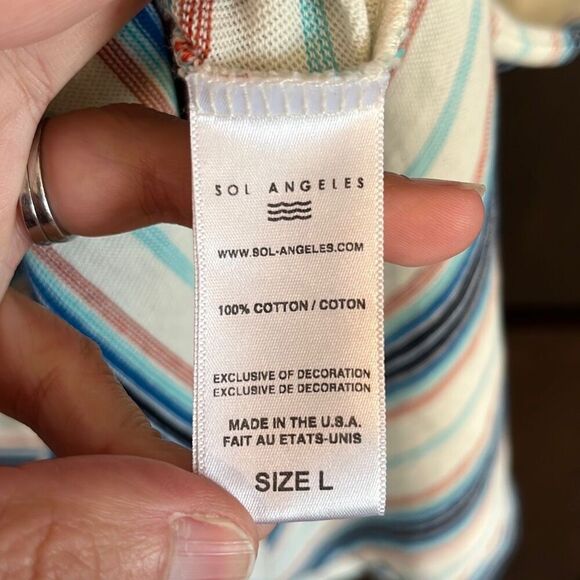 SOL ANGELES
WWW.SOL-ANGELES.COM
100% COTTON / COTON
EXCLUSIVE OF DECORATION
EXCLUSIVE DE DECORATION
MADE IN THE U.S.A.
FAIT AU ETATS-UNIS
SIZE L